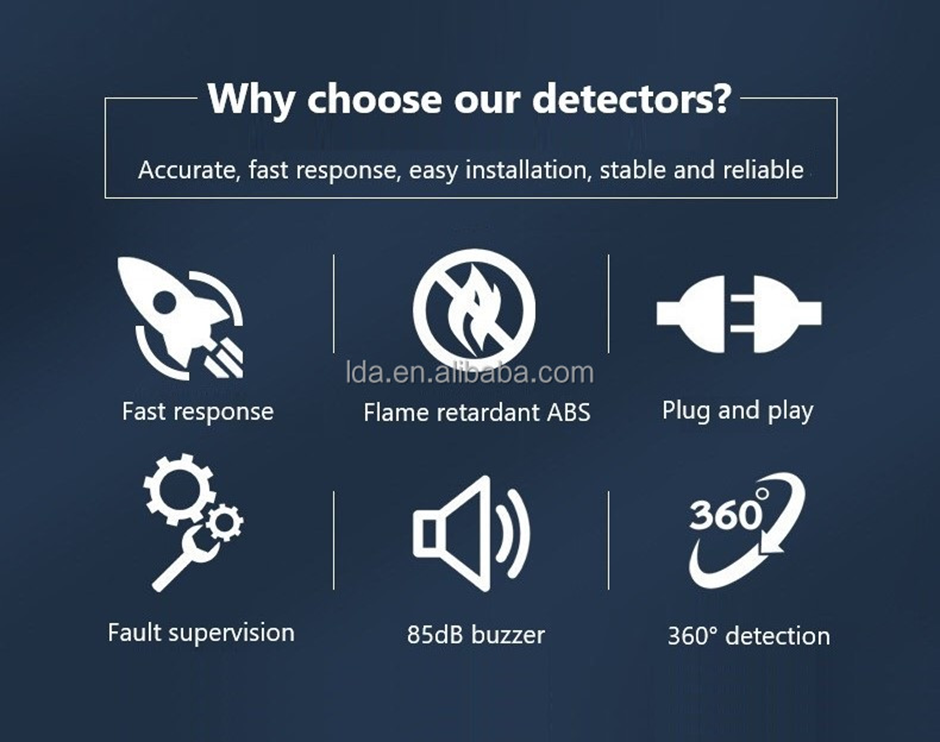 Why choose our detectors?
Accurate, fast response, easy installation, stable and reliable
lda.en.alibaba.com
Fast response
Flame retardant ABS
Plug and play
360°
Fault supervision
85dB buzzer
360° detection